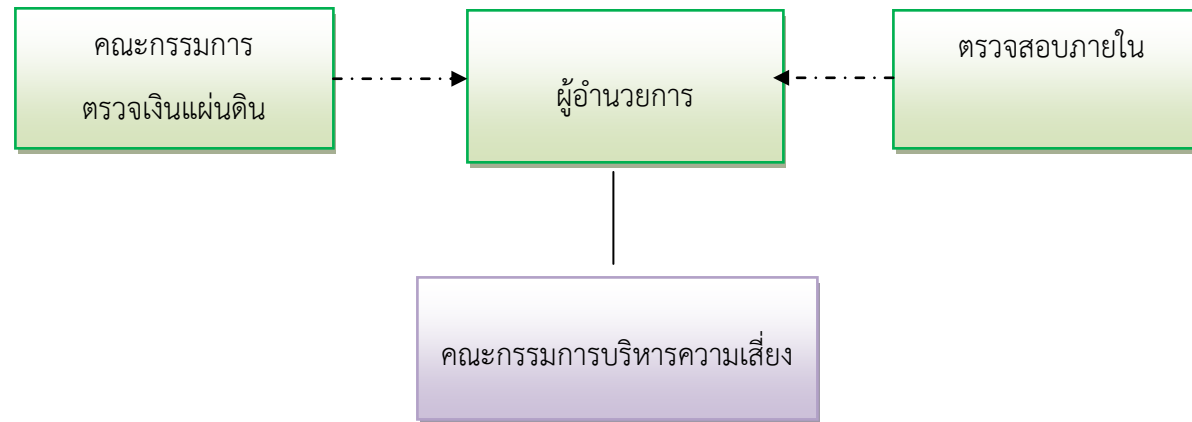 คณะกรรมการ
ตรวจเงินแผ่นดิน
ผู้อำนวยการ
ตรวจสอบภายใน
คณะกรรมการบริหารความเสี่ยง